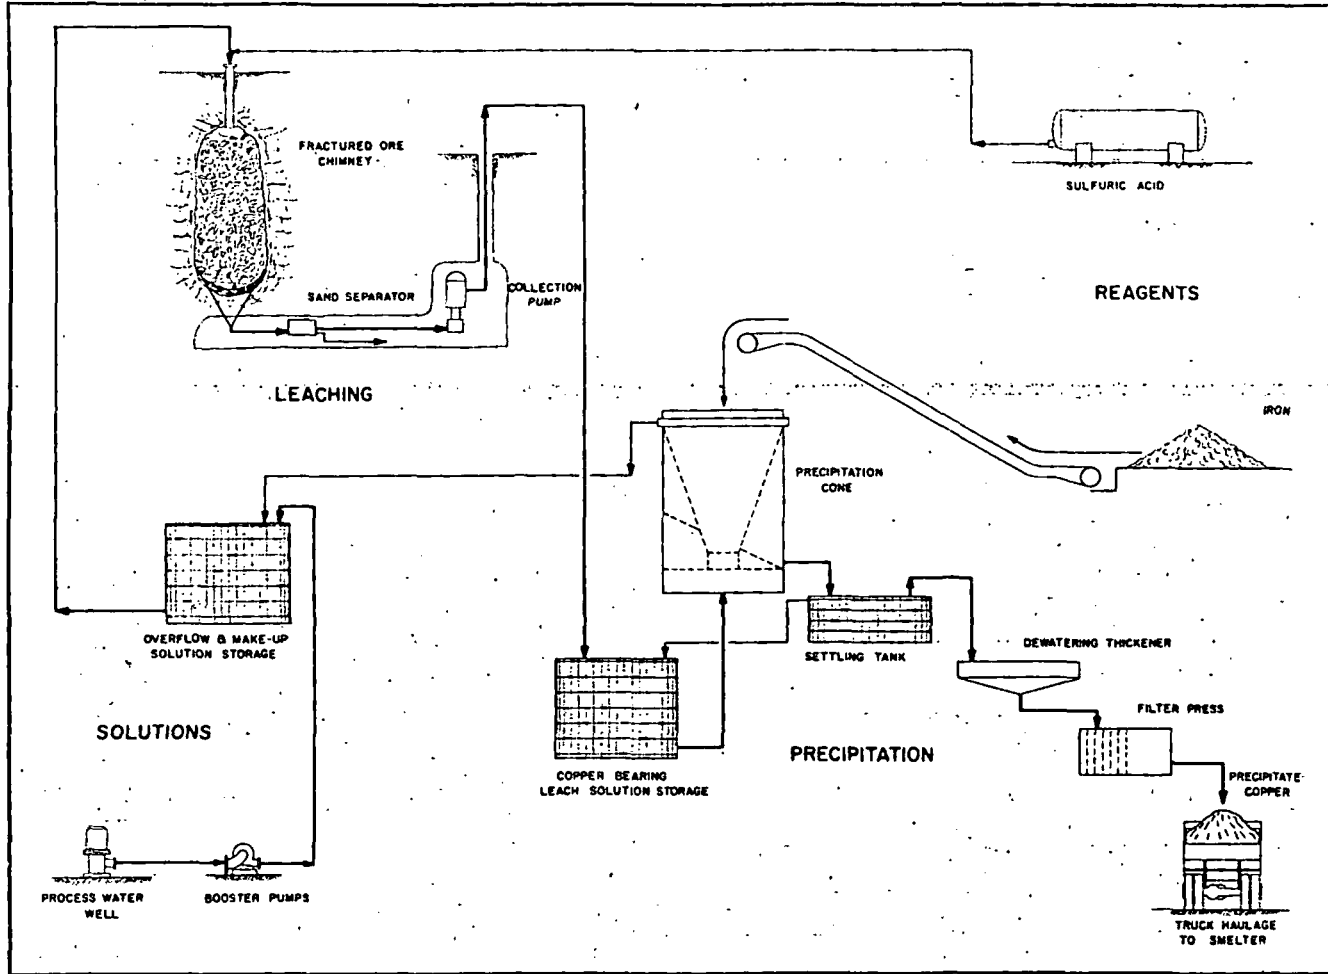 FRACTURED ORE
CHIMNEY
SULFURIC ACID
SAND SEPARATOR
COLLECTION
PUMP
REAGENTS
LEACHING
IRON
PRECIPITATION
CONE
OVERFLOW & MAKE-UP
SOLUTION STORAGE
SETTLING TANK
DEWATERING THICKENER
FILTER PRESS
SOLUTIONS
PRECIPITATION
COPPER BEARING
LEACH SOLUTION STORAGE
PRECIPITATE
COPPER
PROCESS WATER
WELL
BOOSTER PUMPS
TRUCK HAULAGE
TO SMELTER